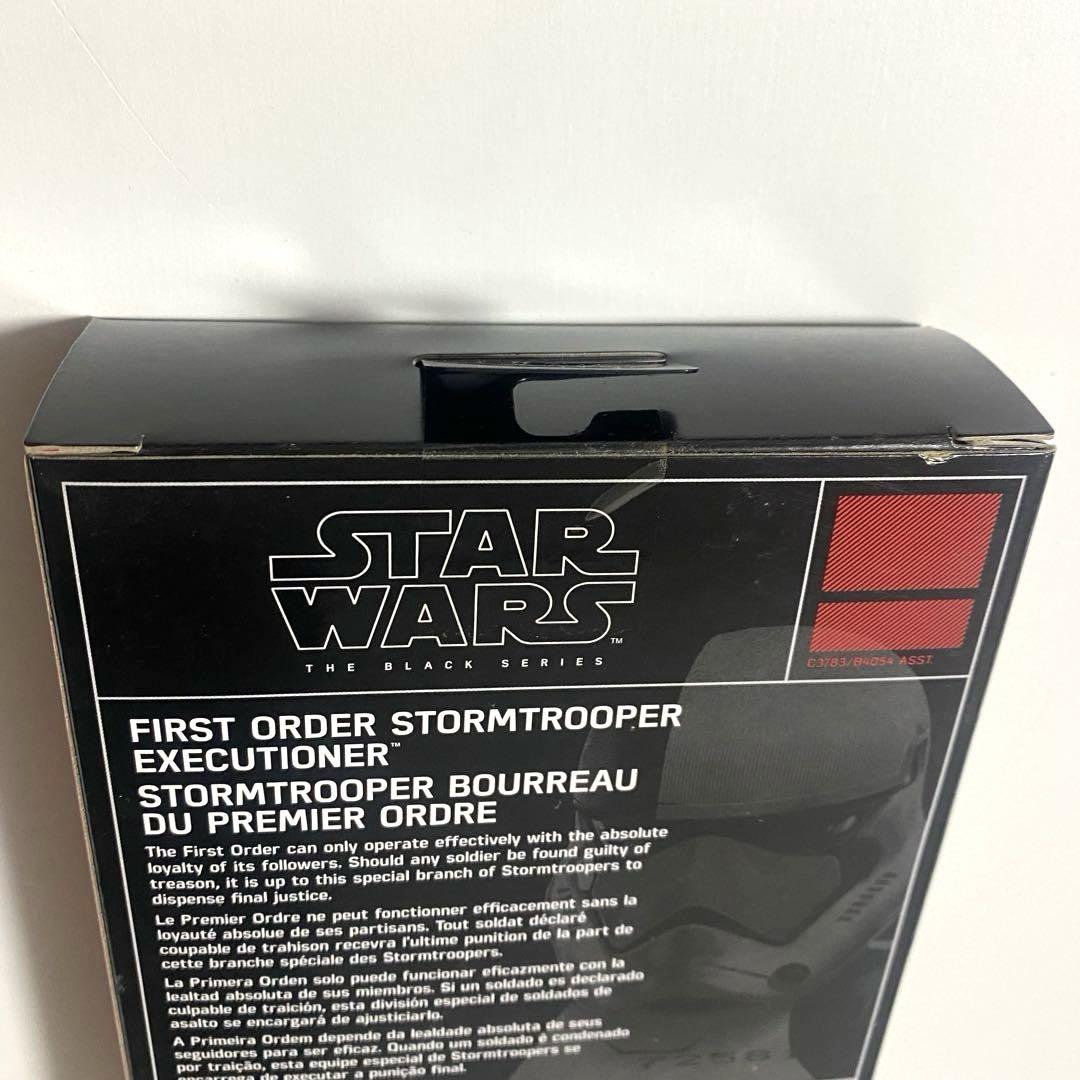 STAR
WARS™
THE BLACK SERIES
C3783/B4054 ASST.
FIRST ORDER STORMTROOPER
EXECUTIONER™
STORMTROOPER BOURREAU
DU PREMIER ORDRE
The First Order can only operate effectively with the absolute
loyalty of its followers. Should any soldier be found guilty of
treason, it is up to this special branch of Stormtroopers to
dispense final justice.
Le Premier Ordre ne peut fonctionner efficacement sans la
loyauté absolue de ses partisans. Tout soldat déclaré
coupable de trahison recevra l'ultime punition de la part de
cette branche spéciale des Stormtroopers.
La Primera Orden solo puede funcionar eficazmente con la
lealtad absoluta de sus miembros. Si un soldado es declarado
culpable de traición, esta división especial de soldados de
asalto se encargará de ajusticiarlo.
A Primeira Ordem depende da lealdade absoluta de seus
seguidores para ser eficaz. Quando um soldado é condenado
por traição, esta equipe especial de Stormtroopers se
encarrega de executar a punição final.
7256